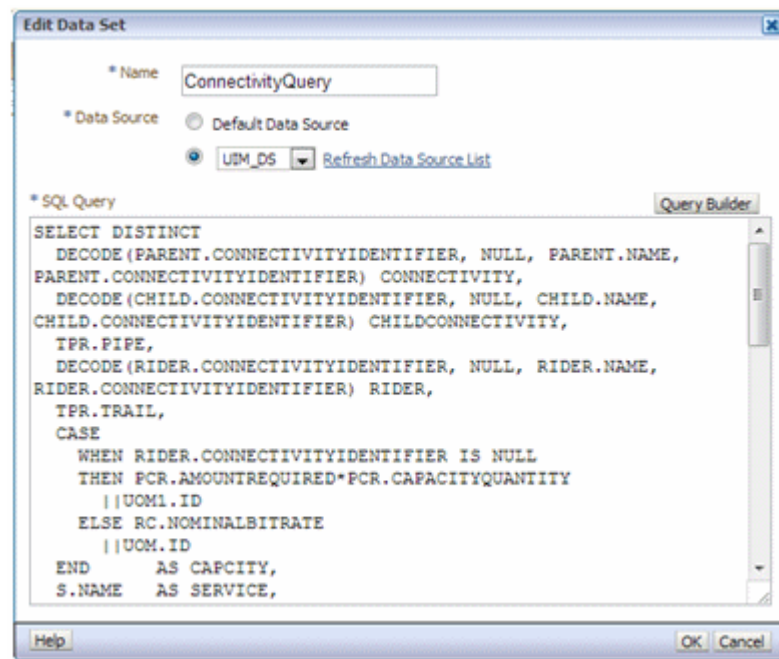 Edit Data Set
* Name
ConnectivityQuery
* Data Source
Default Data Source
UIM_DS Refresh Data Source List
* SQL Query
Query Builder
SELECT DISTINCT
DECODE(PARENT.CONNECTIVITYIDENTIFIER, NULL, PARENT.NAME,
PARENT.CONNECTIVITYIDENTIFIER) CONNECTIVITY,
DECODE(CHILD.CONNECTIVITYIDENTIFIER, NULL, CHILD.NAME,
CHILD.CONNECTIVITYIDENTIFIER) CHILDCONNECTIVITY,
TPR.PIPE,
DECODE(RIDER.CONNECTIVITYIDENTIFIER, NULL, RIDER.NAME,
RIDER.CONNECTIVITYIDENTIFIER) RIDER,
TPR.TRAIL,
CASE
WHEN RIDER.CONNECTIVITYIDENTIFIER IS NULL
THEN PCR.AMOUNTREQUIRED*PCR.CAPACITYQUANTITY
||UOM1.ID
ELSE RC.NOMINALBITRATE
||UOM.ID
END AS CAPCITY,
S.NAME AS SERVICE,
Help
OK Cancel